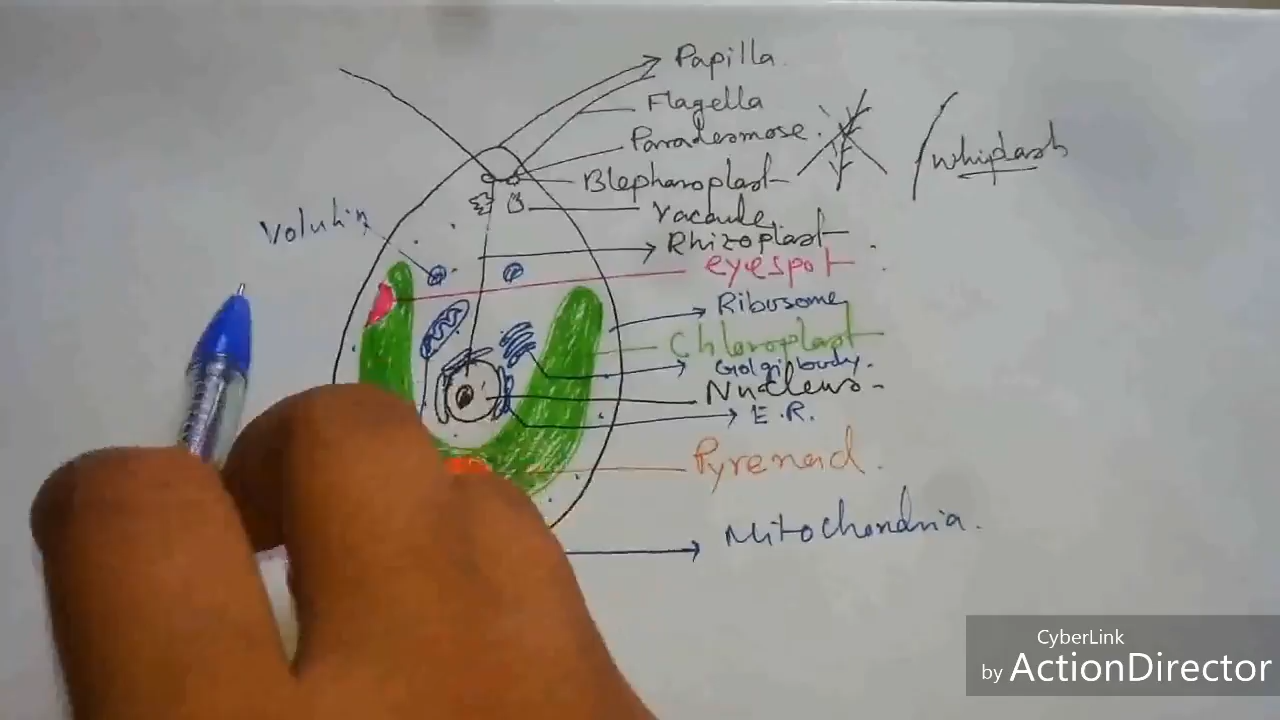 Papilla.
Flagella
Paradesmose.
Blepharoplast
whiplash
Vacuole
Volutin
Rhizoplast
eyespot
Ribosome
Chloroplast
Golgi body.
Nucleus
E.R.
Pyrenoid.
Mitochondria.
CyberLink
by ActionDirector